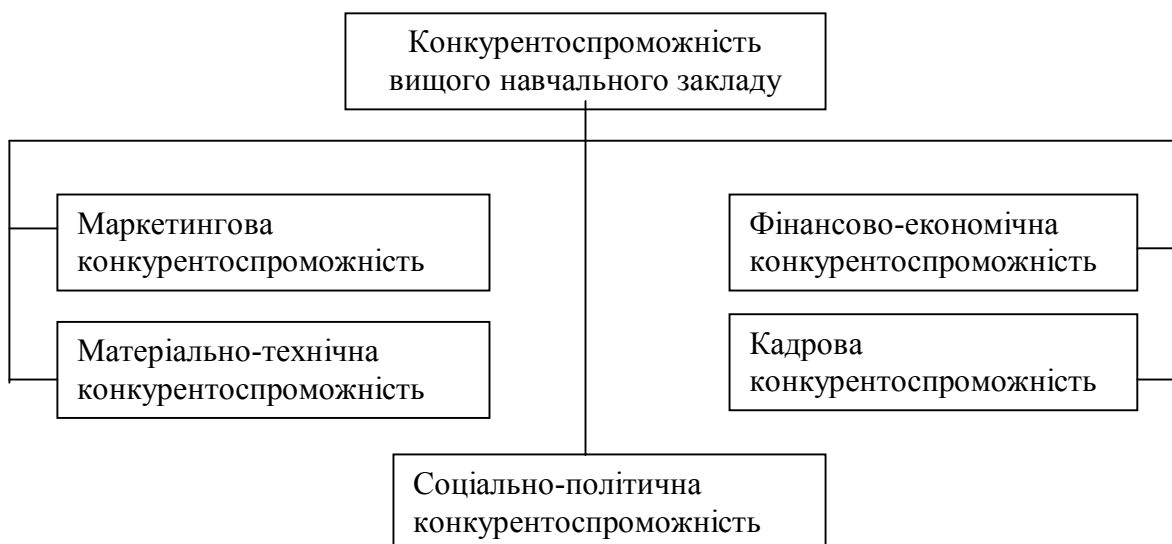 Конкурентоспроможність
вищого навчального закладу
Маркетингова
конкурентоспроможність
Фінансово-економічна
конкурентоспроможність
Матеріально-технічна
конкурентоспроможність
Кадрова
конкурентоспроможність
Соціально-політична
конкурентоспроможність